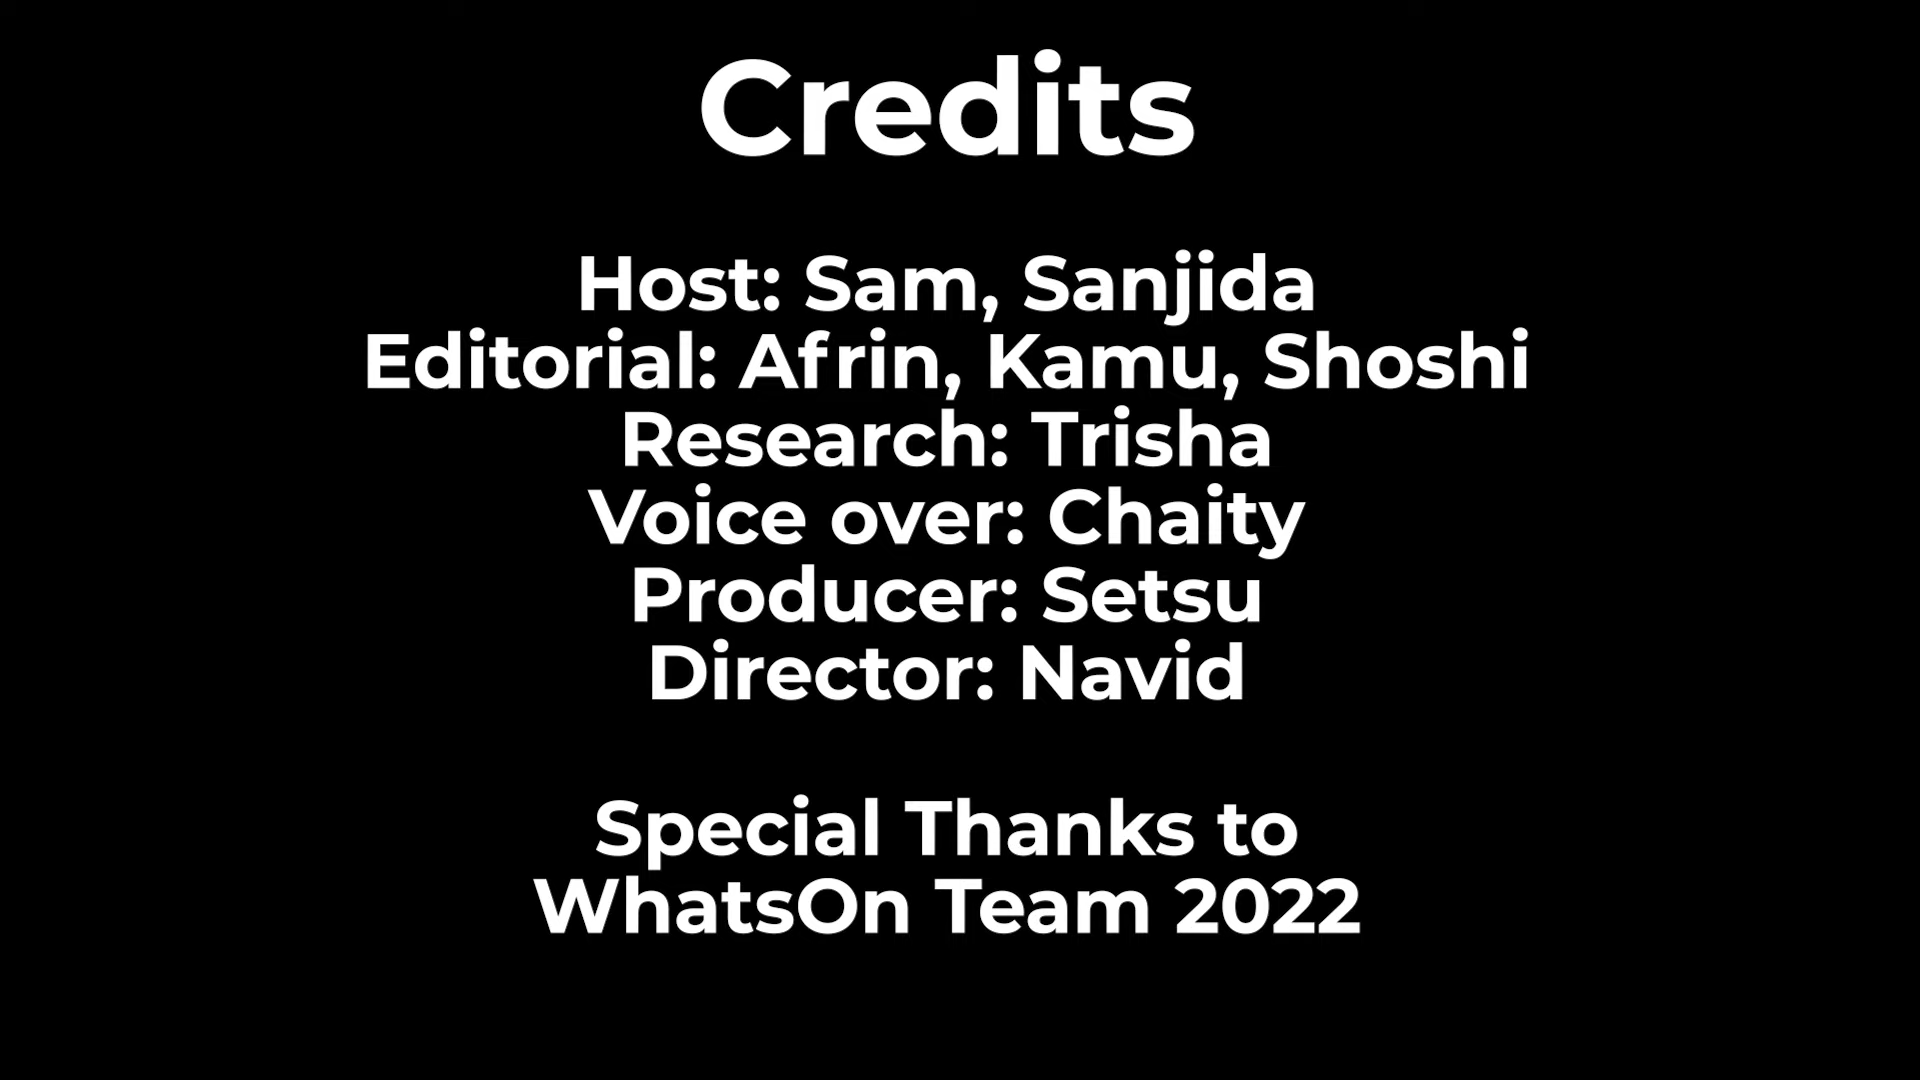 Credits
Host: Sam, Sanjida
Editorial: Afrin, Kamu, Shoshi
Research: Trisha
Voice over: Chaity
Producer: Setsu
Director: Navid
Special Thanks to
WhatsOn Team 2022